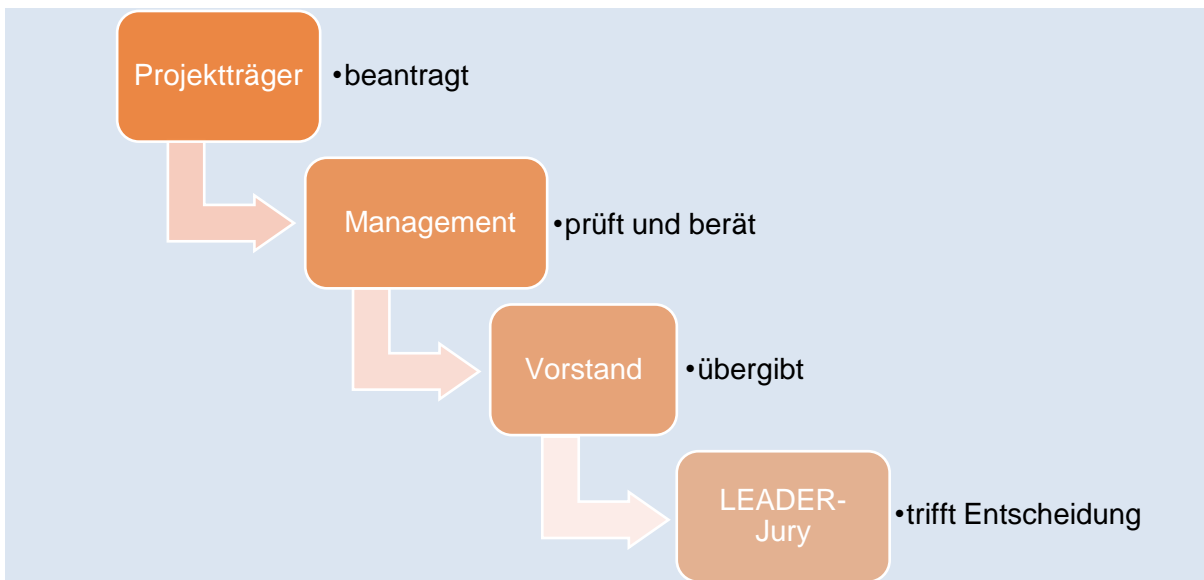 Projektträger
•beantragt
Management
•prüft und berät
Vorstand
•übergibt
LEADER-
Jury
•trifft Entscheidung